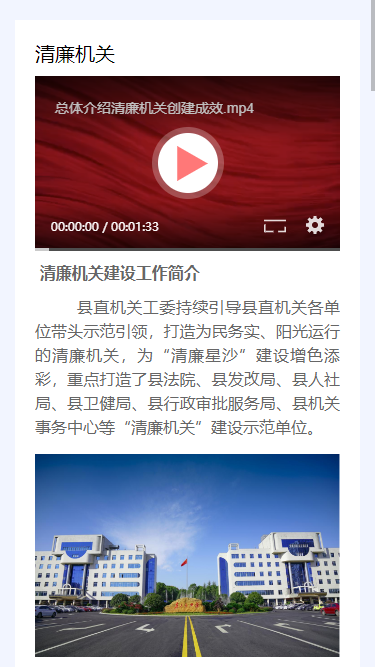 清廉机关
总体介绍清廉机关创建成效.mp4
00:00:00 / 00:01:33
清廉机关建设工作简介
县直机关工委持续引导县直机关各单
位带头示范引领，打造为民务实、阳光运行
的清廉机关，为“清廉星沙”建设增色添
彩，重点打造了县法院、县发改局、县人社
局、县卫健局、县行政审批服务局、县机关
事务中心等“清廉机关”建设示范单位。